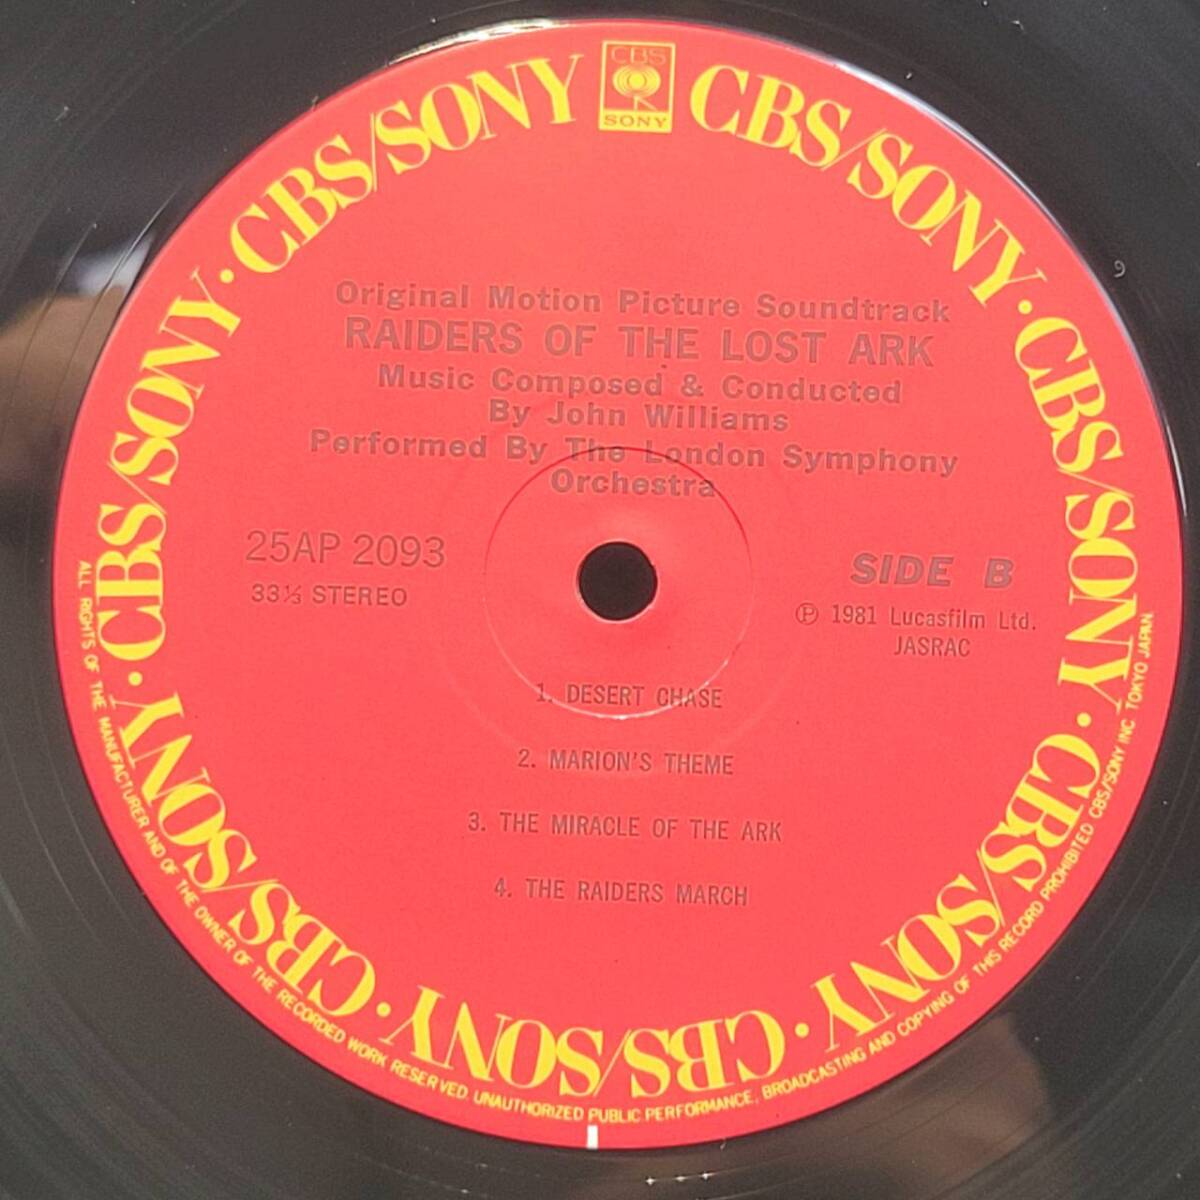 CBS
SONY
CBS/SONY · CBS/SONY · CBS/SONY · CBS/SONY · CBS/SONY · CBS/SONY · CBS/SONY · CBS/SONY
Original Motion Picture Soundtrack
RAIDERS OF THE LOST ARK
Music Composed & Conducted
By John Williams
Performed By The London Symphony
Orchestra
25AP 2093
33⅓ STEREO
SIDE B
℗ 1981 Lucasfilm Ltd.
JASRAC
1. DESERT CHASE
2. MARION'S THEME
3. THE MIRACLE OF THE ARK
4. THE RAIDERS MARCH
ALL RIGHTS OF THE MANUFACTURER AND OF THE OWNER OF THE RECORDED WORK RESERVED. UNAUTHORIZED PUBLIC PERFORMANCE, BROADCASTING AND COPYING OF THIS RECORD PROHIBITED CBS/SONY INC. TOKYO JAPAN